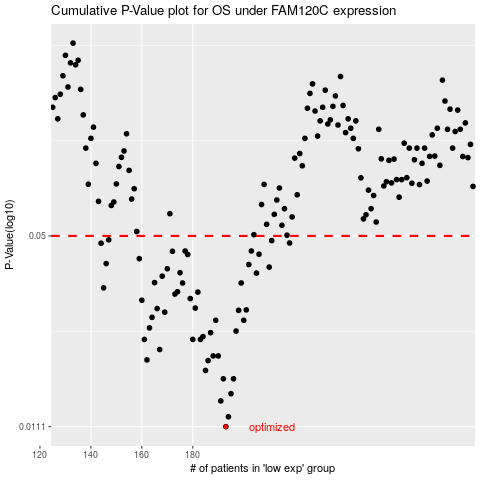 Cumulative P-Value plot for OS under FAM120C expression
P-Value(log10)
0.05
0.0111
optimized
120 140 160 180
# of patients in 'low exp' group